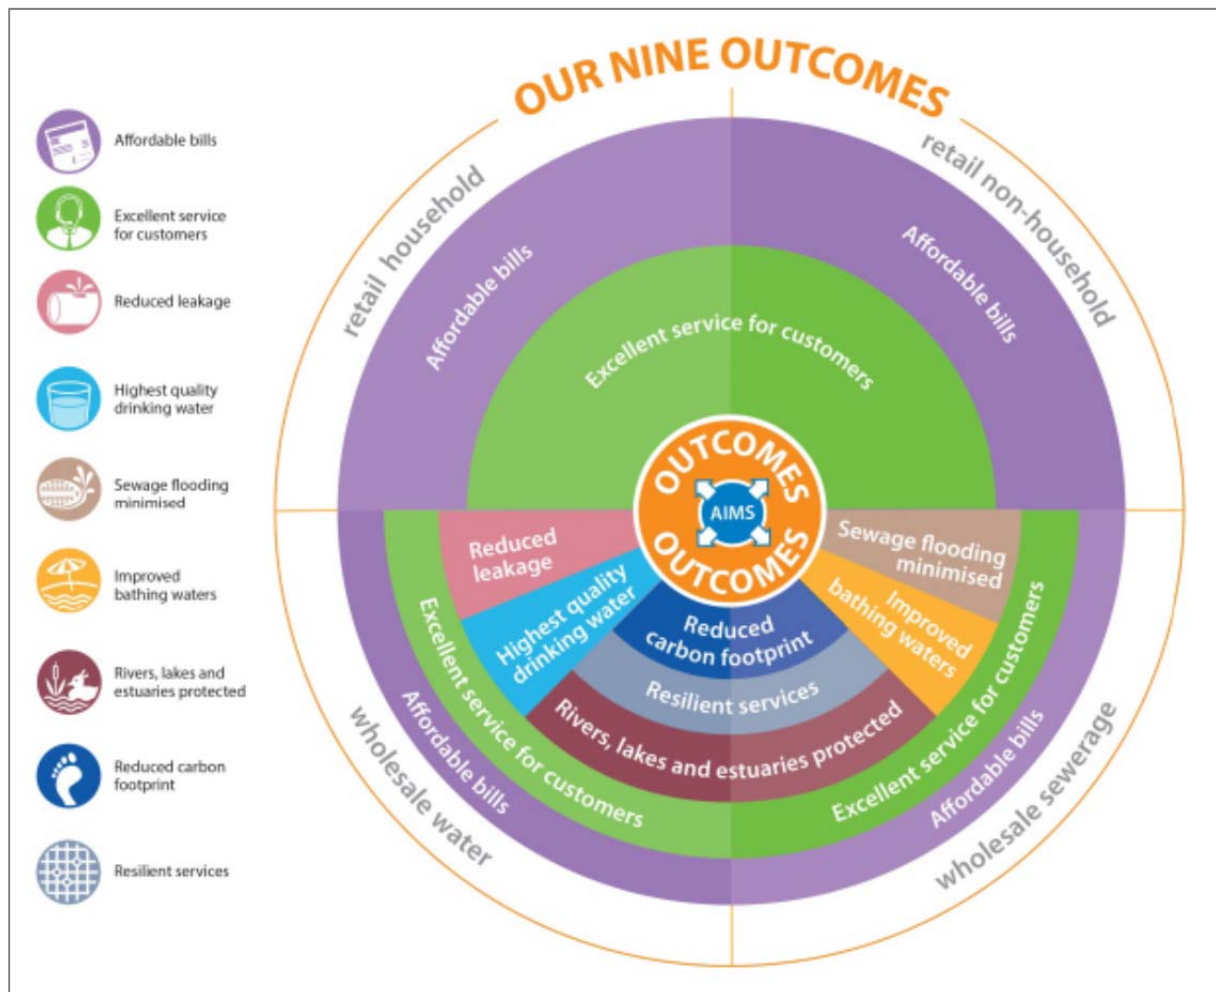 OUR NINE OUTCOMES
Affordable bills
Excellent service
for customers
Reduced leakage
Highest quality
drinking water
Sewage flooding
minimised
Improved
bathing waters
Rivers, lakes and
estuaries protected
Reduced carbon
footprint
Resilient services
retail household
retail non-household
Affordable bills
Affordable bills
Excellent service for customers
OUTCOMES
AIMS
OUTCOMES
Reduced
leakage
Highest quality
drinking water
Reduced
carbon footprint
Resilient services
Rivers, lakes and estuaries protected
Sewage flooding
minimised
Improved
bathing waters
Excellent service for customers
Excellent service for customers
Affordable bills
Affordable bills
wholesale water
wholesale sewerage